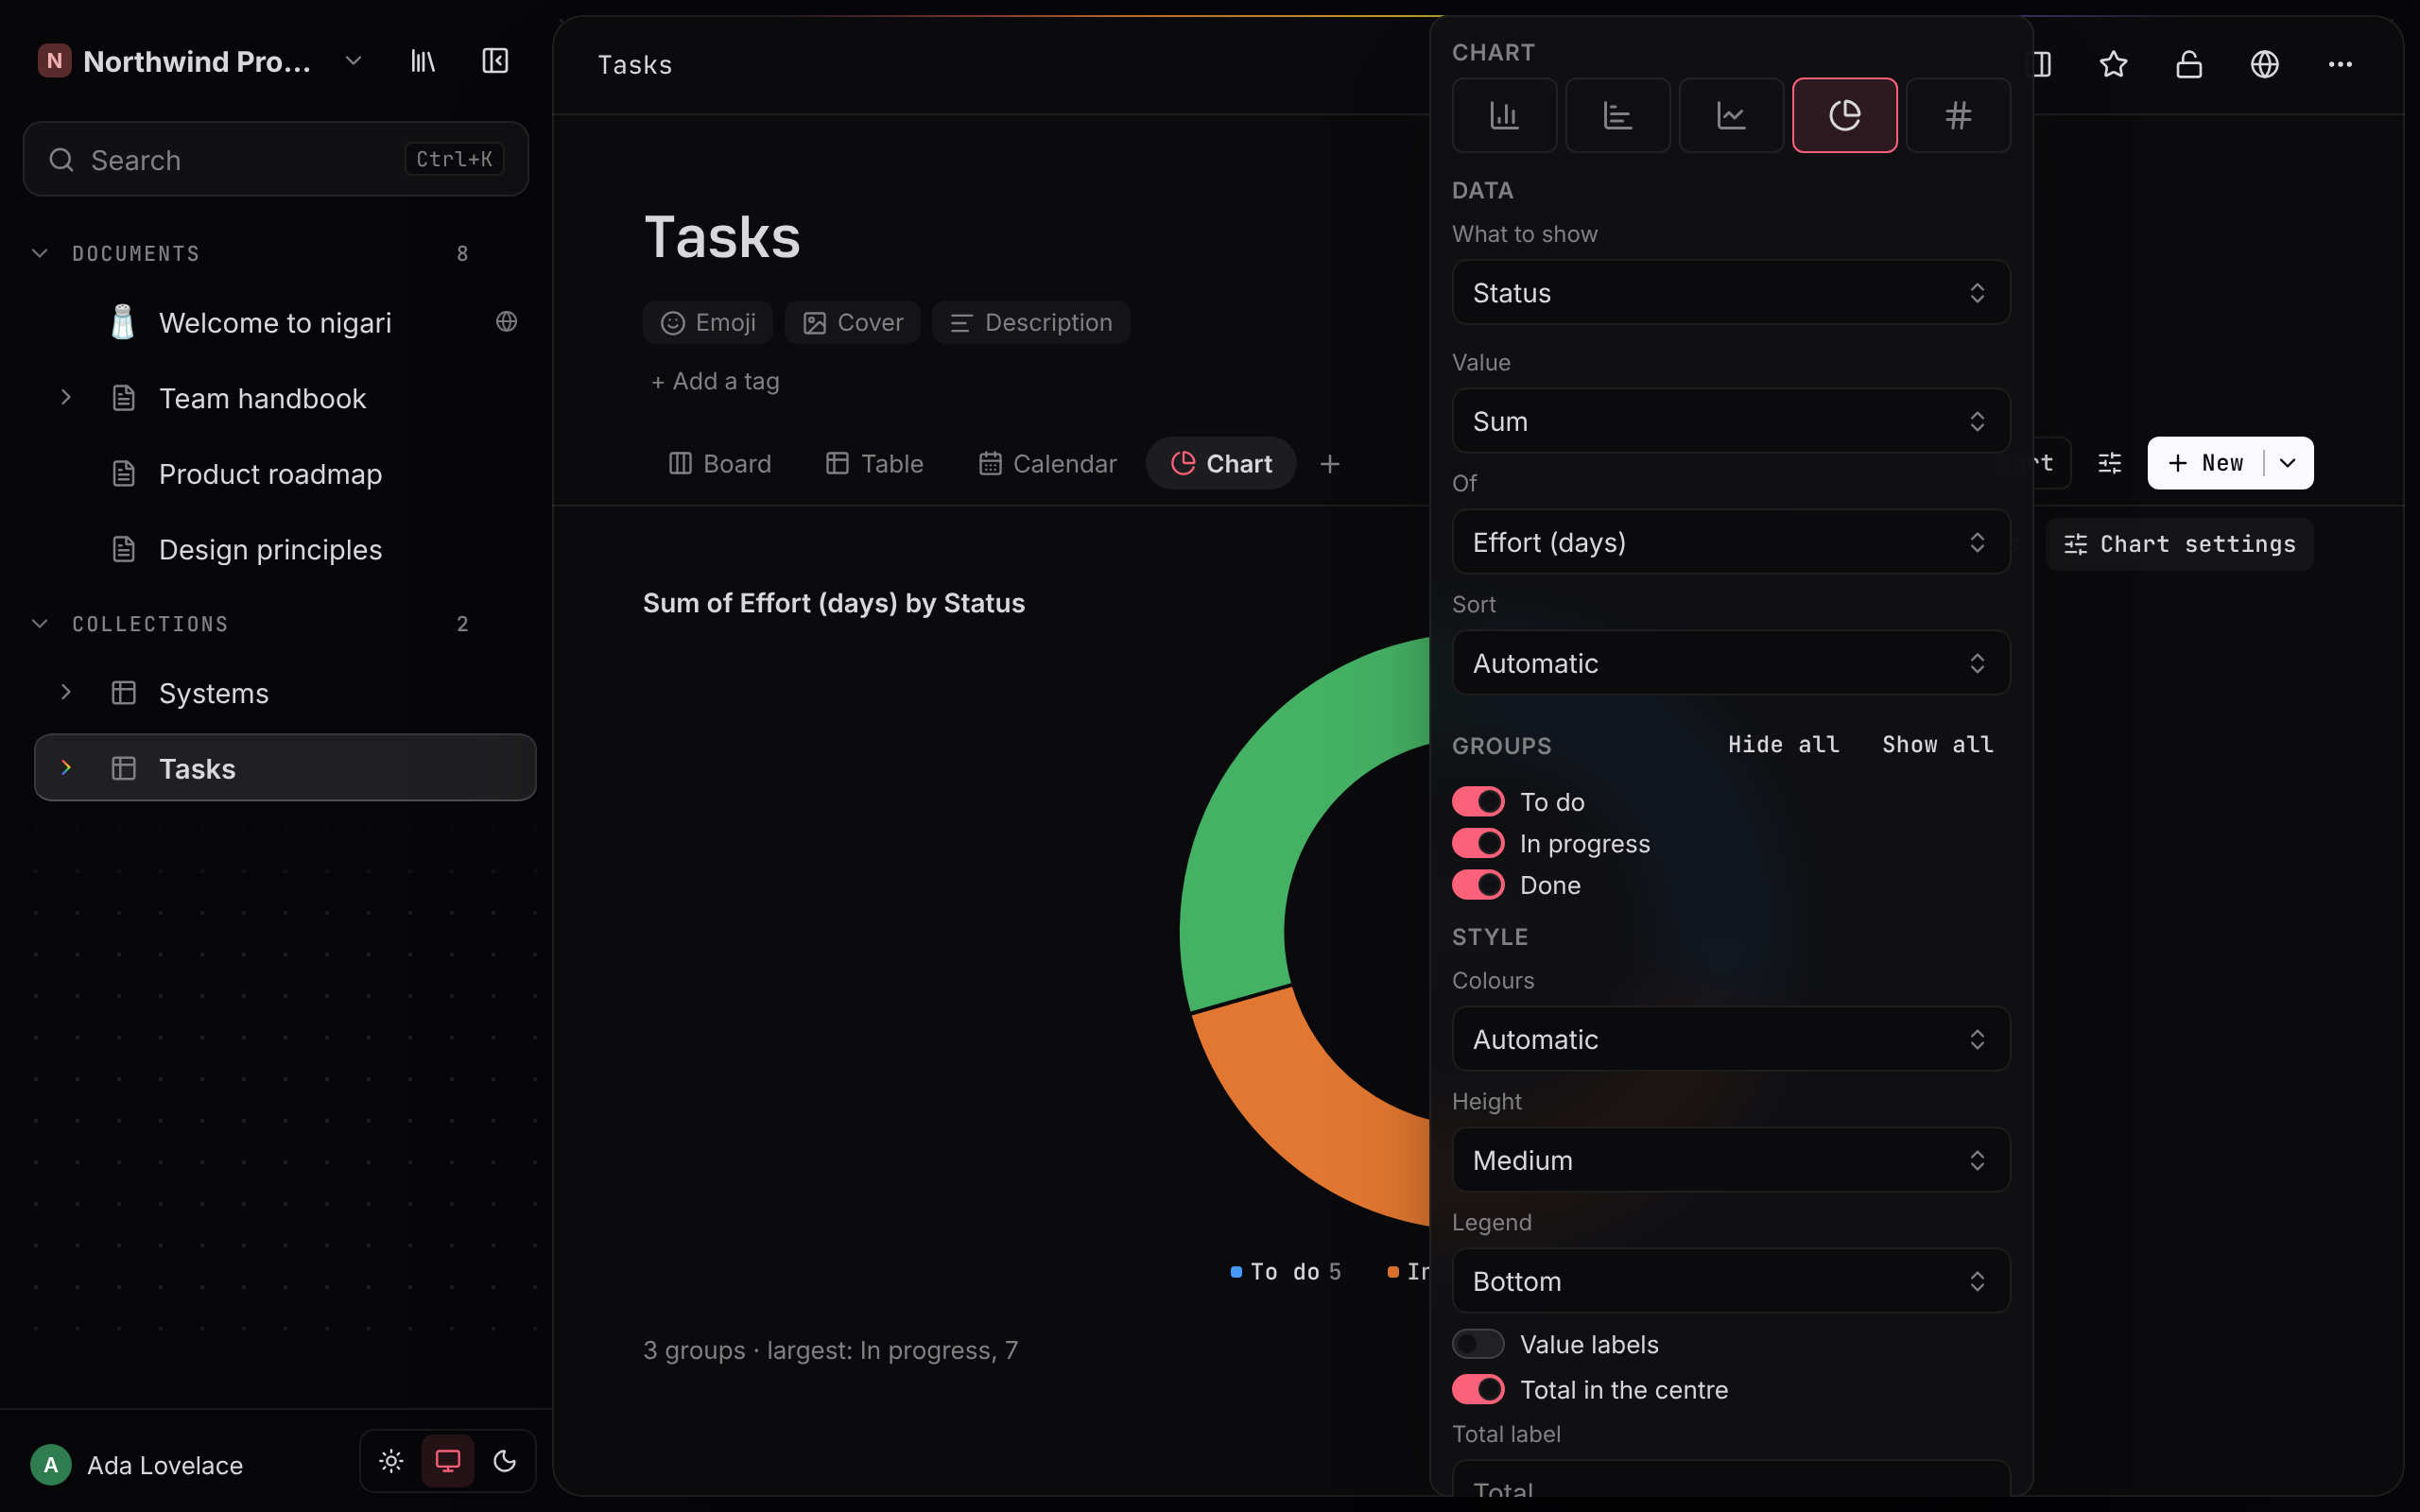 N Northwind Pro...
Search Ctrl+K
DOCUMENTS 8
Welcome to nigari
Team handbook
Product roadmap
Design principles
COLLECTIONS 2
Systems
Tasks
A Ada Lovelace
Tasks
Tasks
Emoji Cover Description
+ Add a tag
Board Table Calendar Chart
New
Chart settings
Sum of Effort (days) by Status
To do 5
3 groups · largest: In progress, 7
CHART
DATA
What to show
Status
Value
Sum
Of
Effort (days)
Sort
Automatic
GROUPS Hide all Show all
To do
In progress
Done
STYLE
Colours
Automatic
Height
Medium
Legend
Bottom
Value labels
Total in the centre
Total label
Total